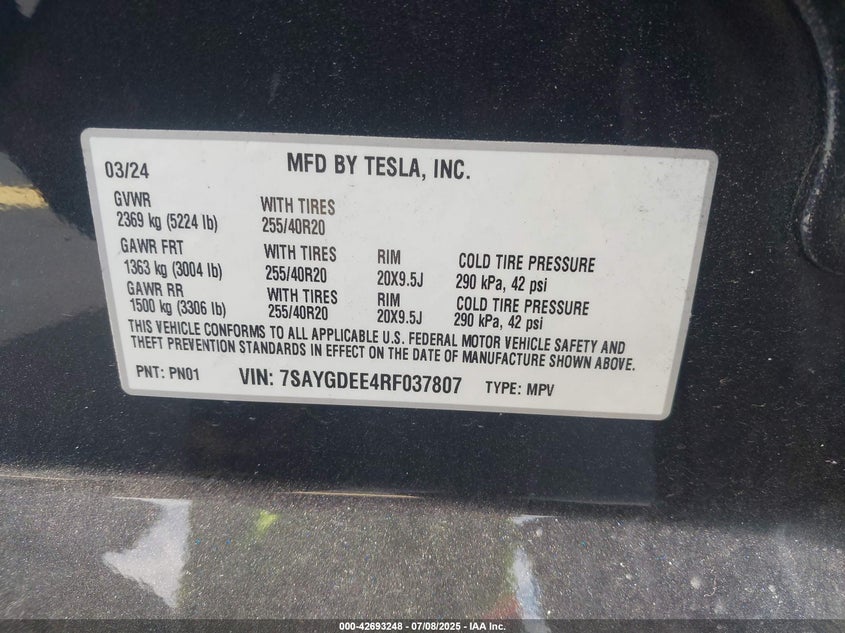 03/24 MFD BY TESLA, INC.
GVWR WITH TIRES
2369 kg (5224 lb) 255/40R20
GAWR FRT WITH TIRES RIM COLD TIRE PRESSURE
1363 kg (3004 lb) 255/40R20 20X9.5J 290 kPa, 42 psi
GAWR RR WITH TIRES RIM COLD TIRE PRESSURE
1500 kg (3306 lb) 255/40R20 20X9.5J 290 kPa, 42 psi
THIS VEHICLE CONFORMS TO ALL APPLICABLE U.S. FEDERAL MOTOR VEHICLE SAFETY AND
THEFT PREVENTION STANDARDS IN EFFECT ON THE DATE OF MANUFACTURE SHOWN ABOVE.
PNT: PN01 VIN: 7SAYGDEE4RF037807 TYPE: MPV
000-42693248 - 07/08/2025 - IAA Inc.